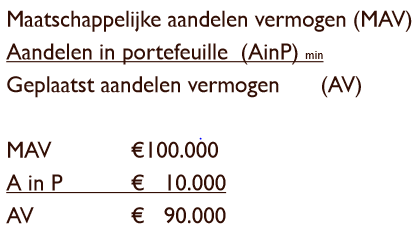 Maatschappelijke aandelen vermogen (MAV)
Aandelen in portefeuille (AinP) min
Geplaatst aandelen vermogen (AV)
MAV €100.000
A in P € 10.000
AV € 90.000